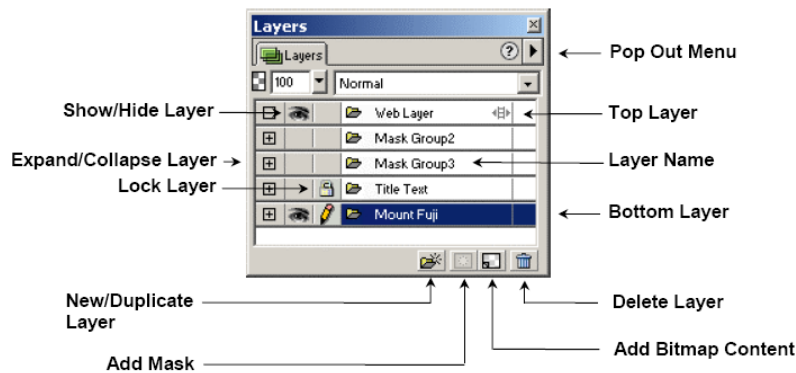 Layers
Layers
?
Pop Out Menu
100
Normal
Show/Hide Layer
Web Layer
Top Layer
Mask Group2
Expand/Collapse Layer
Mask Group3
Layer Name
Lock Layer
Title Text
Mount Fuji
Bottom Layer
New/Duplicate
Layer
Delete Layer
Add Mask
Add Bitmap Content